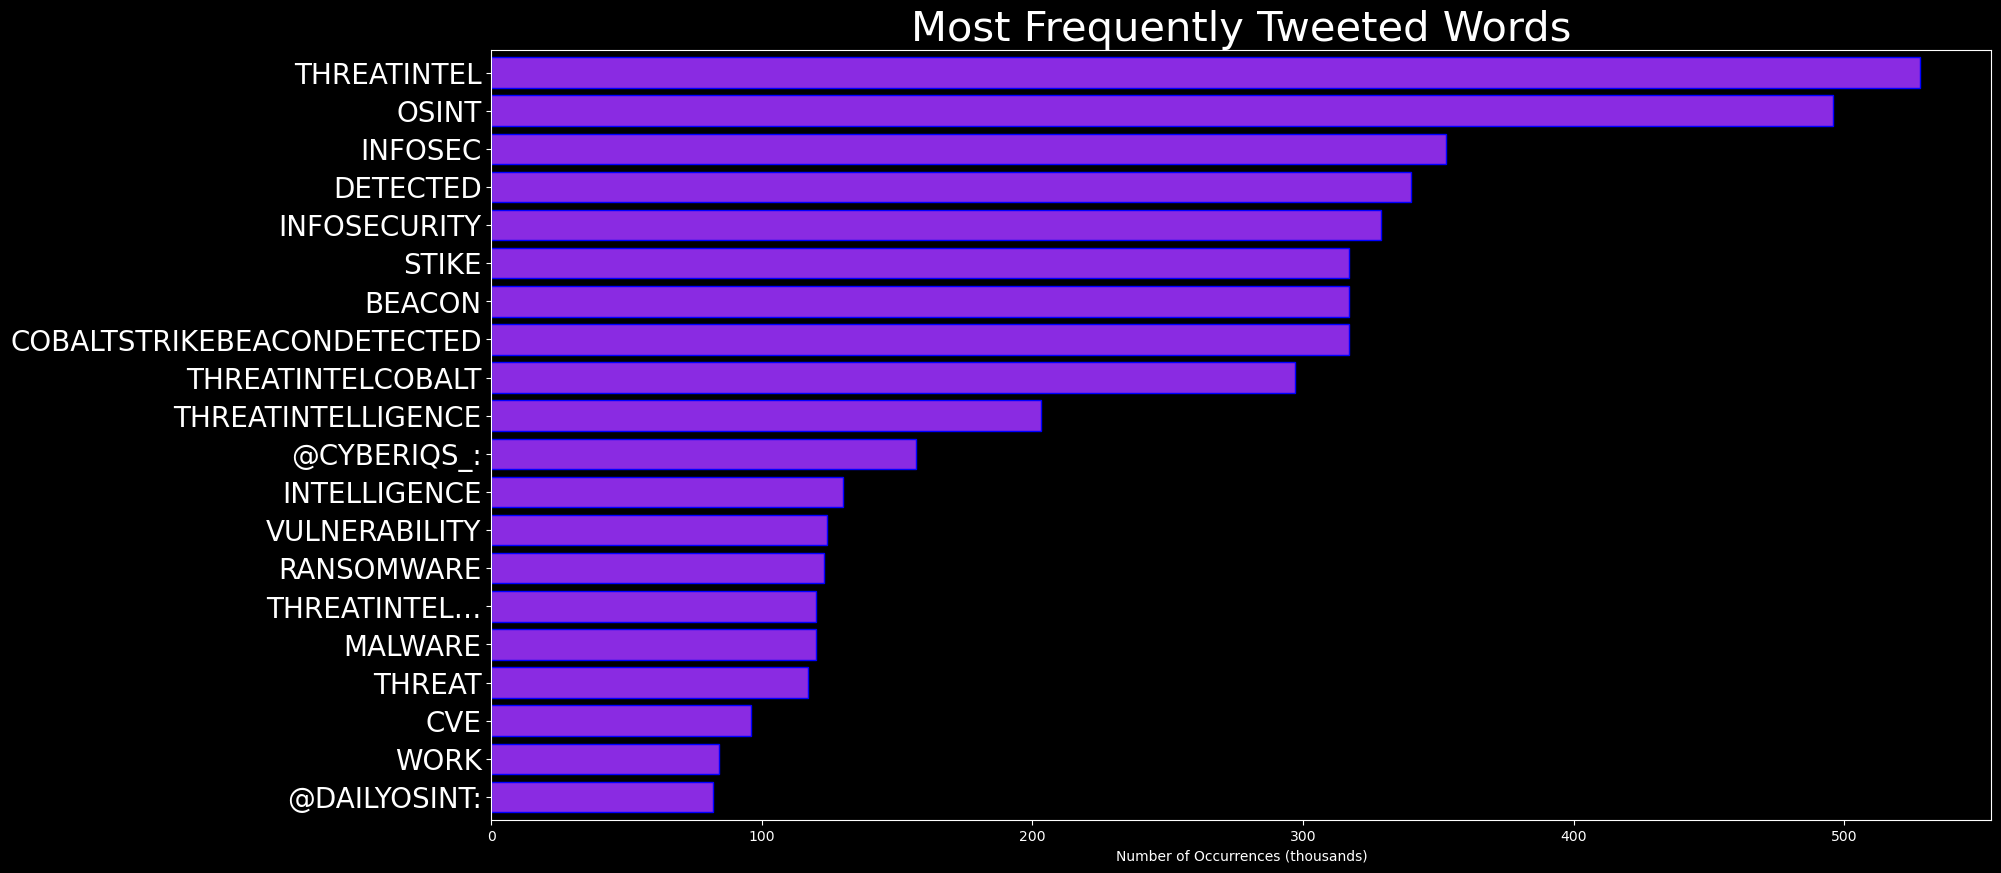 Most Frequently Tweeted Words
THREATINTEL
OSINT
INFOSEC
DETECTED
INFOSECURITY
STIKE
BEACON
COBALTSTRIKEBEACONDETECTED
THREATINTELCOBALT
THREATINTELLIGENCE
@CYBERIQS_:
INTELLIGENCE
VULNERABILITY
RANSOMWARE
THREATINTEL…
MALWARE
THREAT
CVE
WORK
@DAILYOSINT:
0 100 200 300 400 500
Number of Occurrences (thousands)